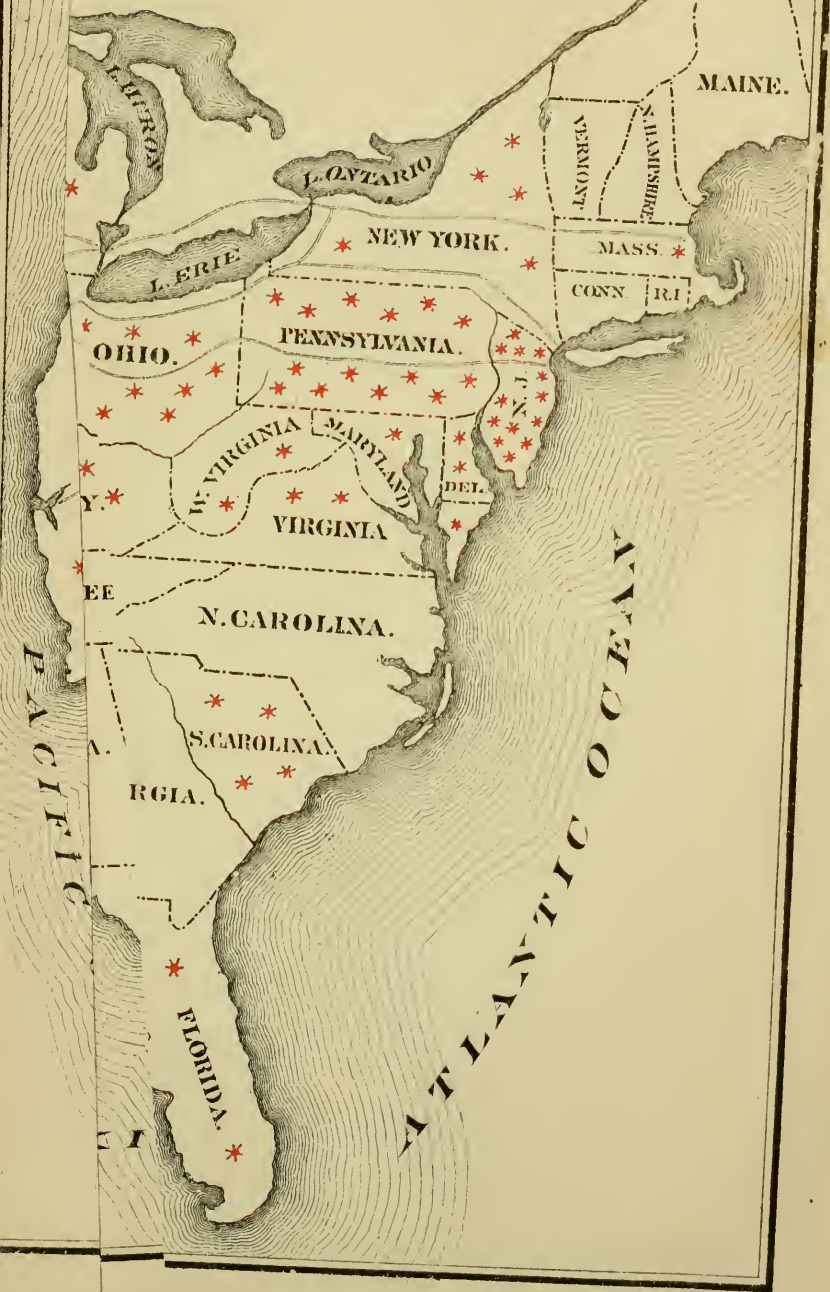 L. HERON
MAINE.
VERMONT
N. HAMPSHIRE
L. ONTARIO
NEW YORK.
MASS.
L. ERIE
CONN.
R.I
PENNSYLVANIA.
OHIO.
N.J.
W. VIRGINIA
MARYLAND
DEL.
Y.
VIRGINIA
EE
N. CAROLINA.
S. CAROLINA.
A.
RGIA.
PACIFIC
ATLANTIC OCEAN
FLORIDA.